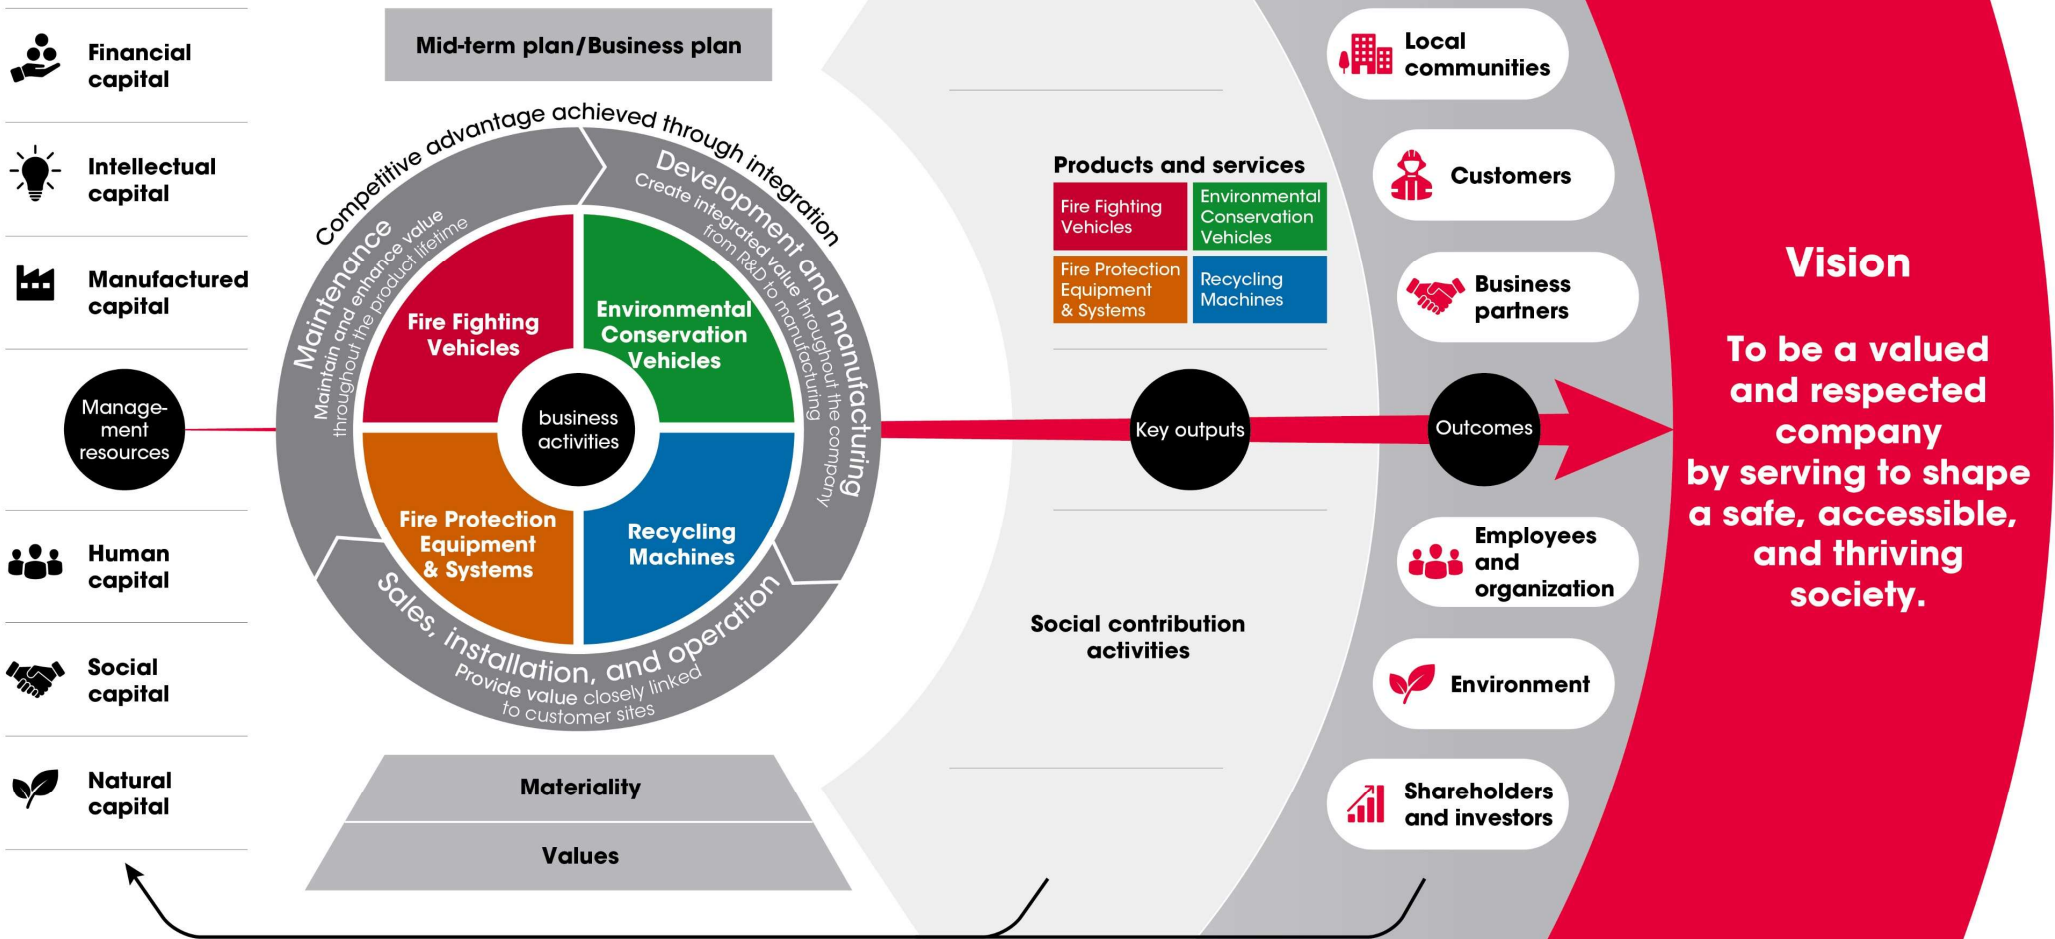 Financial
capital
Intellectual
capital
Manufactured
capital
Manage-
ment
resources
Human
capital
Social
capital
Natural
capital
Mid-term plan/Business plan
Competitive advantage achieved through integration
Maintenance
Maintain and enhance value
throughout the product lifetime
Development and manufacturing
Create integrated value throughout the company
from R&D to manufacturing
Sales, installation, and operation
Provide value closely linked
to customer sites
Fire Fighting
Vehicles
Environmental
Conservation
Vehicles
business
activities
Fire Protection
Equipment
& Systems
Recycling
Machines
Materiality
Values
Products and services
Fire Fighting
Vehicles
Environmental
Conservation
Vehicles
Fire Protection
Equipment
& Systems
Recycling
Machines
Key outputs
Social contribution
activities
Local
communities
Customers
Business
partners
Outcomes
Employees
and
organization
Environment
Shareholders
and investors
Vision
To be a valued
and respected
company
by serving to shape
a safe, accessible,
and thriving
society.